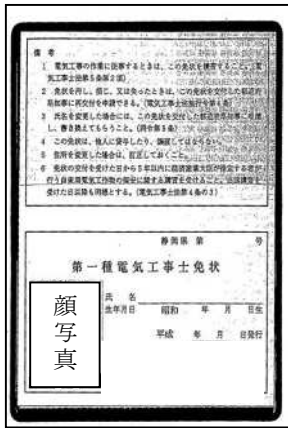 備 考
1 電気工事の作業に従事するときは、この免状を携帯すること。(電
気工事士法第5条第2項)
2 免状を汚し、損じ、又は失ったときは、この免状を交付した都道府
県知事に再交付を申請できる。(電気工事士法施行令第4条)
3 氏名を変更した場合には、この免状を交付した都道府県知事に
し、書き換えてもらうこと。(同令第5条)
4 この免状は、他人に貸与したり、譲渡してはならない。
5 住所を変更した場合は、訂正しておくこと。
6 免状の交付を受けた日から5年以内に経済産業大臣が指定する者が
行う自家用電気工作物の保安に関する講習を受けること。
受けた日以降も同様とする。(電気工事士法第4条の3)
静岡県 第 号
第一種電気工事士免状
氏 名
生年月日 昭和 年 月 日生
平成 年 月 日発行
顔写真